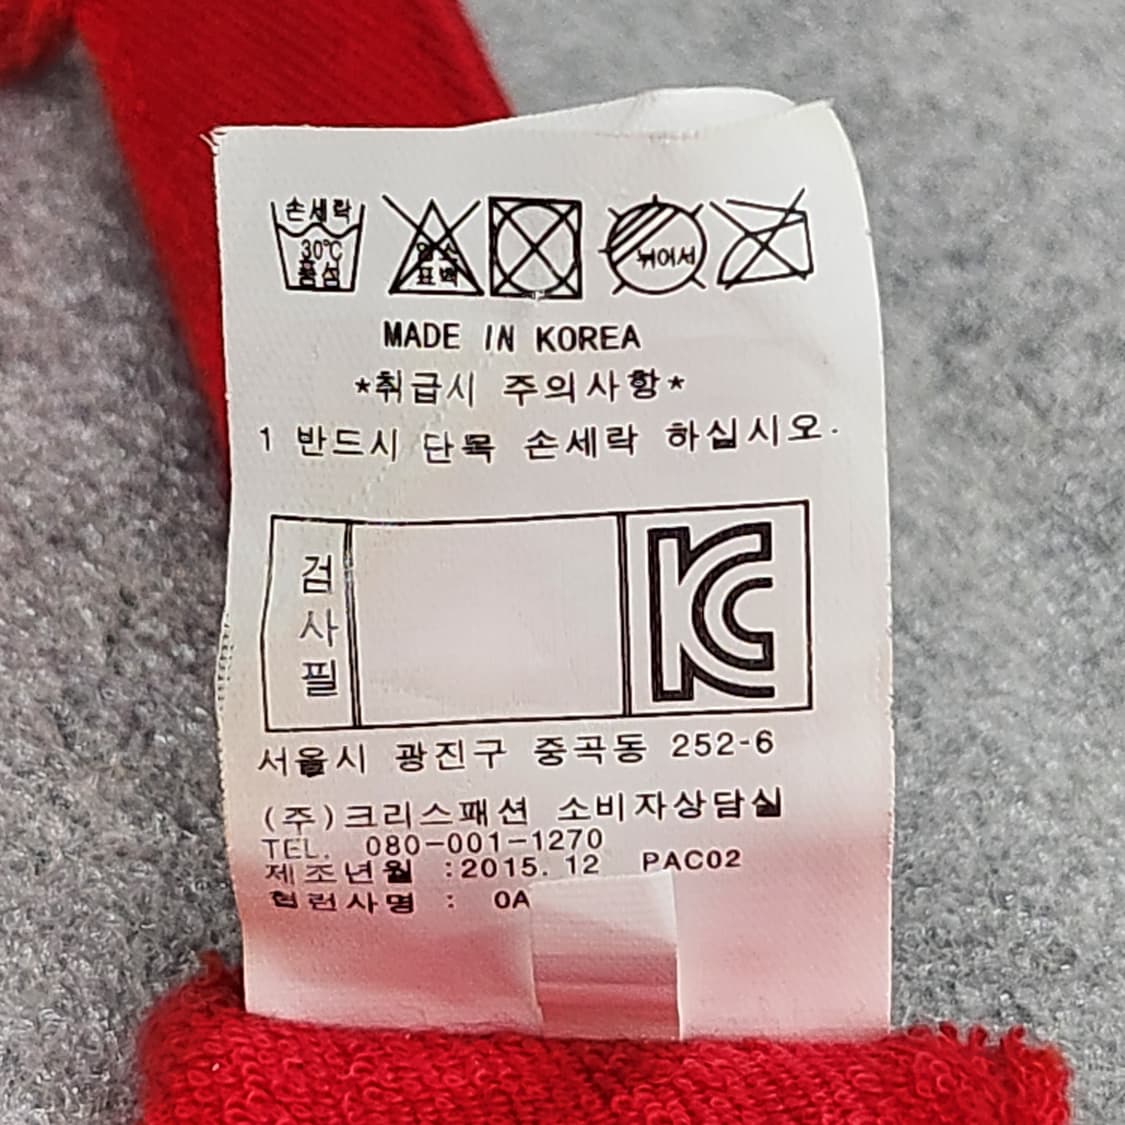 손세탁
30℃
중성
염소
표백
뉘어서
MADE IN KOREA
*취급시 주의사항*
1 반드시 단독 손세탁 하십시오.
검
사
필
KC
서울시 광진구 중곡동 252-6
(주)크리스패션 소비자상담실
TEL. 080-001-1270
제조년월 :2015. 12 PAC02
협력사명 : 0A